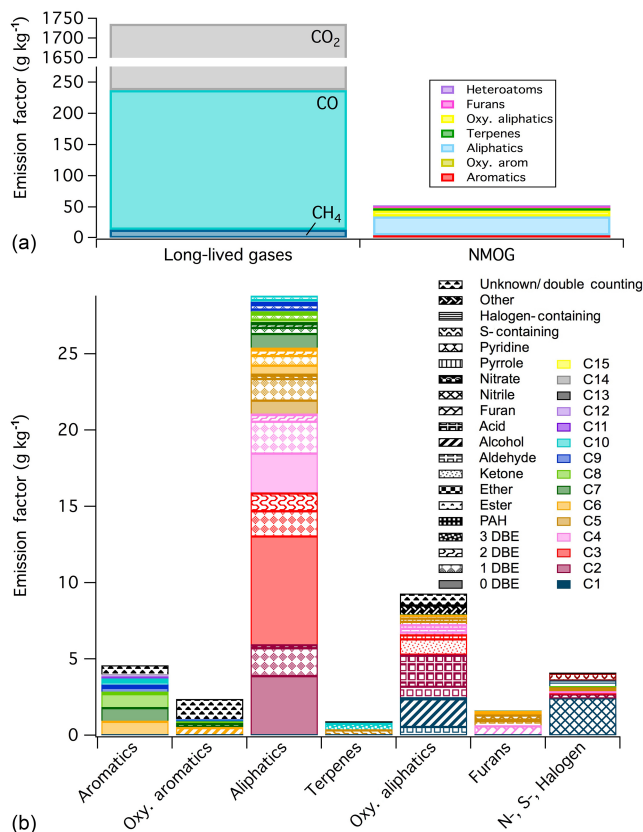 1750
1700
1650
250
200
150
100
50
0
Emission factor (g kg⁻¹)
CO₂
CO
CH₄
Heteroatoms
Furans
Oxy. aliphatics
Terpenes
Aliphatics
Oxy. arom
Aromatics
(a)
Long-lived gases
NMOG
25
20
15
10
5
0
Emission factor (g kg⁻¹)
Unknown/double counting
Other
Halogen-containing
S-containing
Pyridine
Pyrrole
Nitrate
Nitrile
Furan
Acid
Alcohol
Aldehyde
Ketone
Ether
Ester
PAH
3 DBE
2 DBE
1 DBE
0 DBE
C15
C14
C13
C12
C11
C10
C9
C8
C7
C6
C5
C4
C3
C2
C1
Aromatics
Oxy. aromatics
Aliphatics
Terpenes
Oxy. aliphatics
Furans
N-, S-, Halogen
(b)